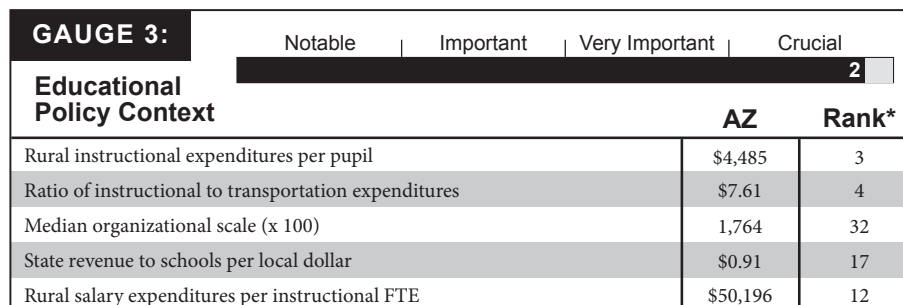 GAUGE 3:
Notable | Important | Very Important | Crucial
2
Educational
Policy Context
AZ Rank*
Rural instructional expenditures per pupil $4,485 3
Ratio of instructional to transportation expenditures $7.61 4
Median organizational scale (x 100) 1,764 32
State revenue to schools per local dollar $0.91 17
Rural salary expenditures per instructional FTE $50,196 12